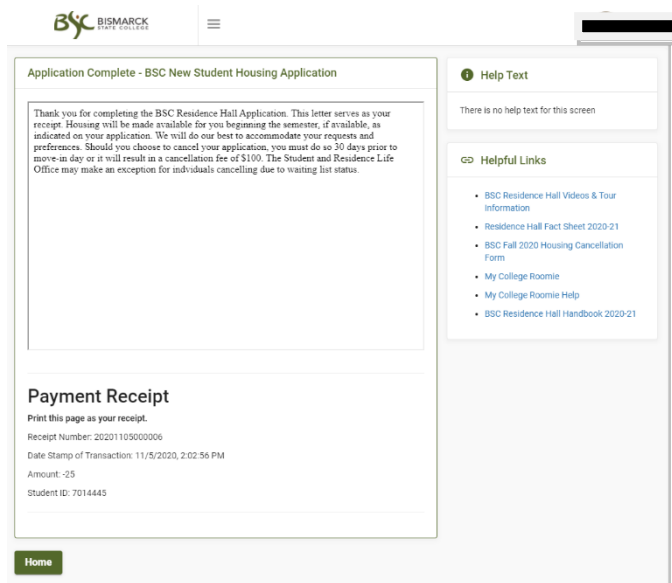 BSC BISMARCK
STATE COLLEGE
Application Complete - BSC New Student Housing Application
Thank you for completing the BSC Residence Hall Application. This letter serves as your
receipt. Housing will be made available for you beginning the semester, if available, as
indicated on your application. We will do our best to accommodate your requests and
preferences. Should you choose to cancel your application, you must do so 30 days prior to
move-in day or it will result in a cancellation fee of $100. The Student and Residence Life
Office may make an exception for indviduals cancelling due to waiting list status.
Payment Receipt
Print this page as your receipt.
Receipt Number: 20201105000006
Date Stamp of Transaction: 11/5/2020, 2:02:56 PM
Amount: -25
Student ID: 7014445
Home
Help Text
There is no help text for this screen
Helpful Links
BSC Residence Hall Videos & Tour
Information
Residence Hall Fact Sheet 2020-21
BSC Fall 2020 Housing Cancellation
Form
My College Roomie
My College Roomie Help
BSC Residence Hall Handbook 2020-21